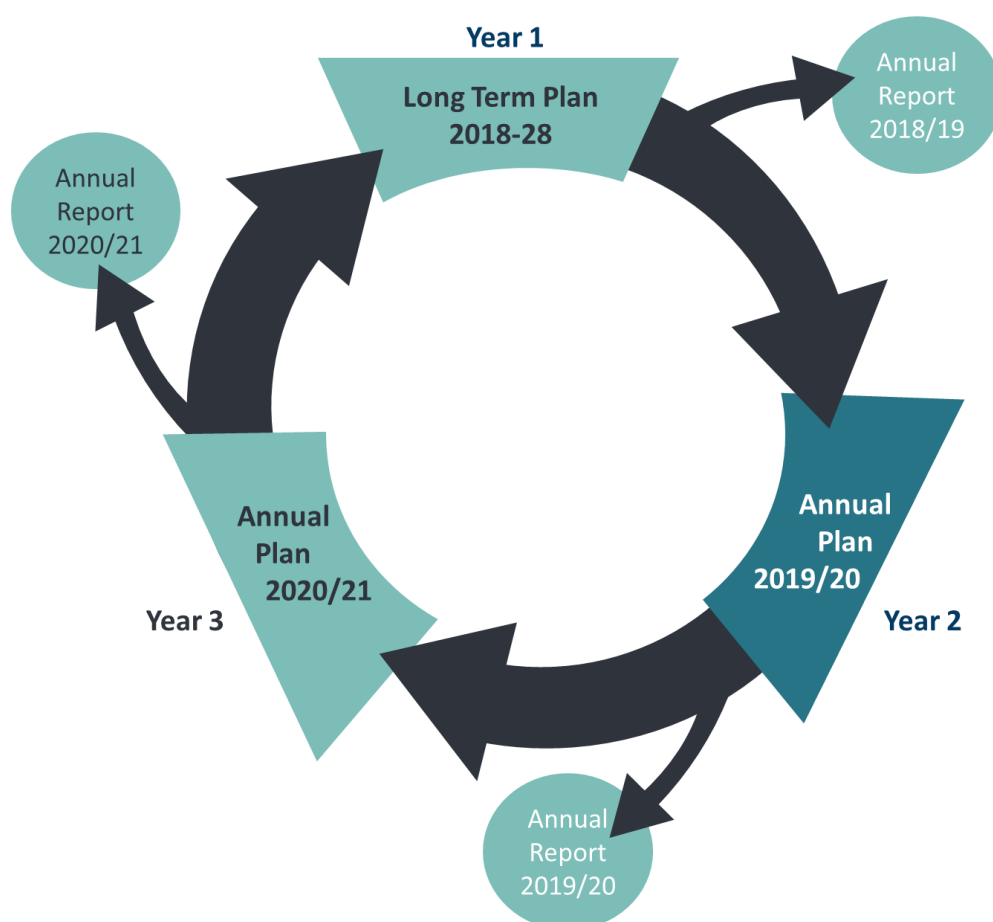 Year 1
Long Term Plan
2018-28
Annual
Report
2018/19
Annual
Plan
2019/20
Year 2
Annual
Report
2019/20
Annual
Plan
2020/21
Year 3
Annual
Report
2020/21